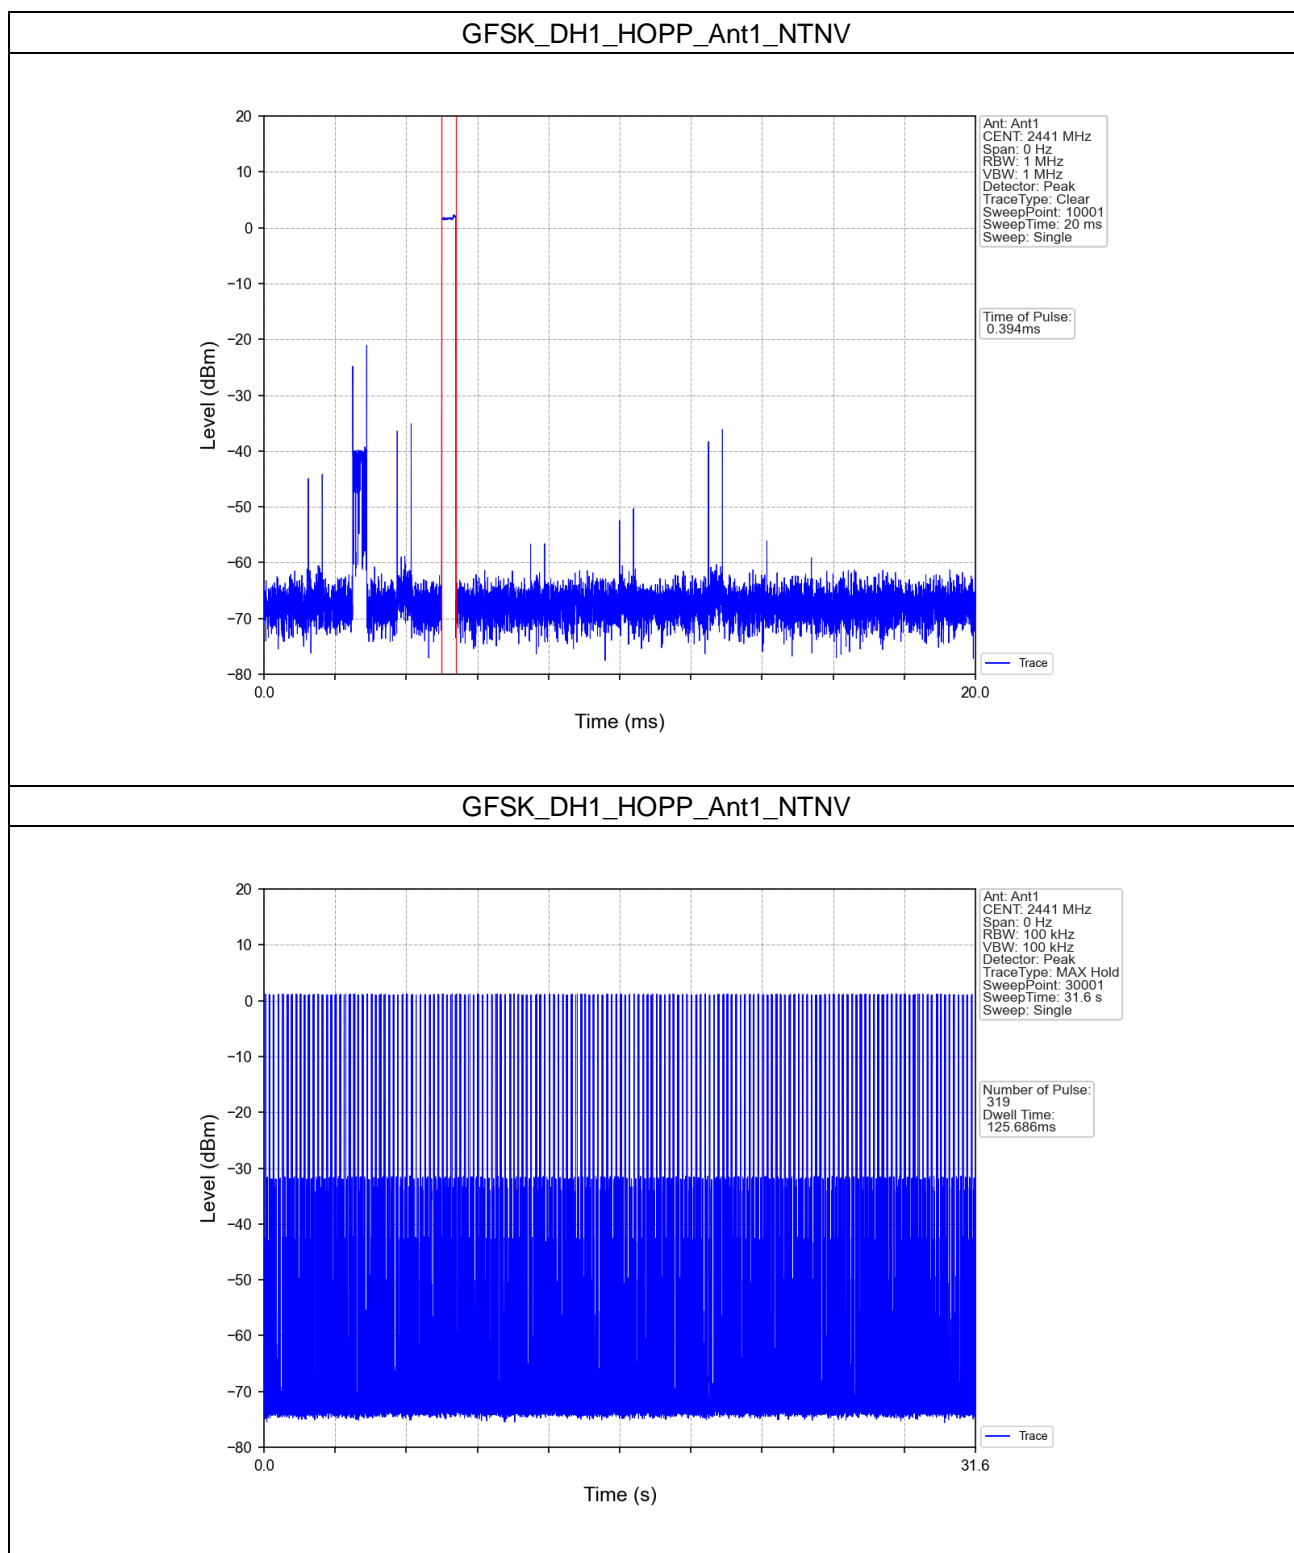 GFSK_DH1_HOPP_Ant1_NTNV
20
10
0
−10
−20
−30
−40
−50
−60
−70
−80
Level (dBm)
0.0
20.0
Time (ms)
Ant: Ant1
CENT: 2441 MHz
Span: 0 Hz
RBW: 1 MHz
VBW: 1 MHz
Detector: Peak
TraceType: Clear
SweepPoint: 10001
SweepTime: 20 ms
Sweep: Single
Time of Pulse:
0.394ms
Trace
GFSK_DH1_HOPP_Ant1_NTNV
20
10
0
−10
−20
−30
−40
−50
−60
−70
−80
Level (dBm)
0.0
31.6
Time (s)
Ant: Ant1
CENT: 2441 MHz
Span: 0 Hz
RBW: 100 kHz
VBW: 100 kHz
Detector: Peak
TraceType: MAX Hold
SweepPoint: 30001
SweepTime: 31.6 s
Sweep: Single
Number of Pulse:
319
Dwell Time:
125.686ms
Trace